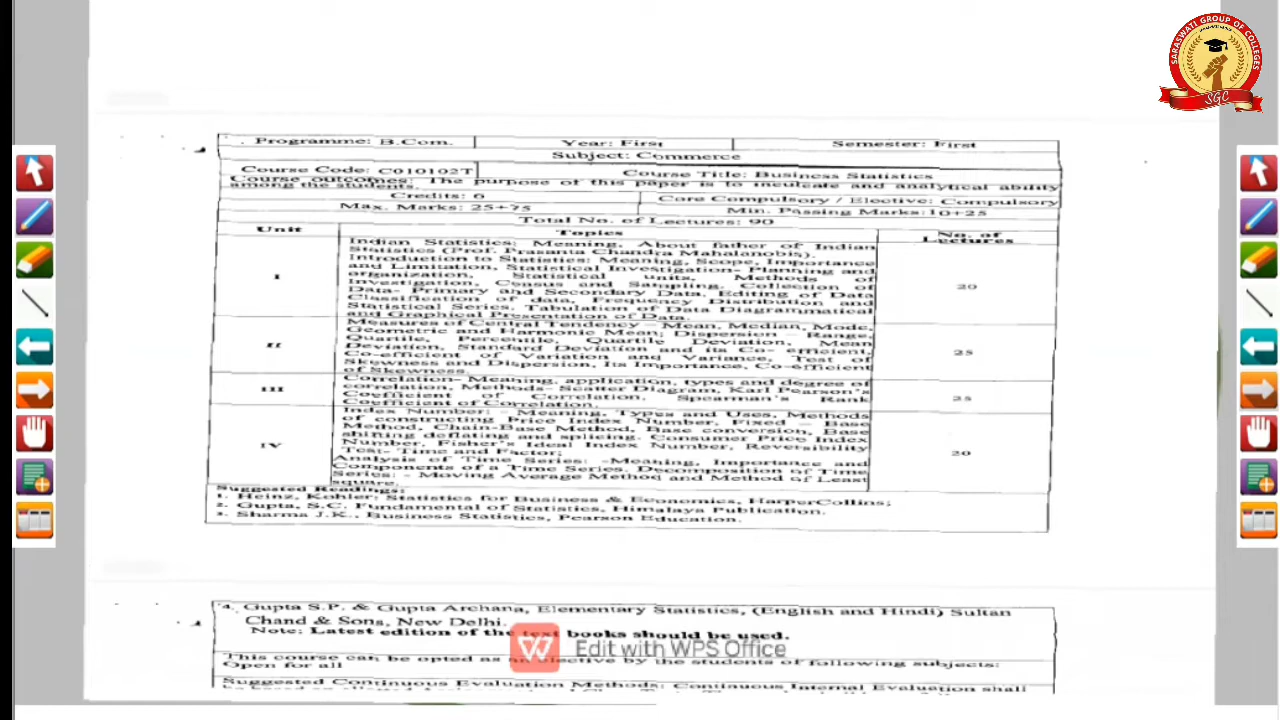 SARASWATI GROUP OF COLLEGES
SGC
Programme: B.Com.
Year: First
Semester: First
Subject: Commerce
Course Code: C010102T
Course Title: Business Statistics
Course outcomes: The purpose of this paper is to inculcate and analytical ability
among the students.
Credits: 6
Core Compulsory / Elective: Compulsory
Max. Marks: 25+75
Min. Passing Marks:10+25
Total No. of Lectures: 90
Unit
Topics
No. of
Lectures
I
Indian Statistics: Meaning, About father of Indian
Statistics (Prof. Prasanta Chandra Mahalanobis).
Introduction to Statistics: Meaning, Scope, Importance
and Limitation, Statistical Investigation- Planning and
organization, Statistical units, Methods of
Investigation, Census and Sampling. Collection of
Data- Primary and Secondary Data, Editing of Data
Classification of data, Frequency Distribution and
Statistical Series, Tabulation of Data Diagrammatical
and Graphical Presentation of Data.
20
II
Measures of Central Tendency – Mean, Median, Mode,
Geometric and Harmonic Mean; Dispersion – Range,
Quartile, Percentile, Quartile Deviation, Mean
Deviation, Standard Deviation and its Co- efficient,
Co-efficient of Variation and Variance, Test of
Skewness and Dispersion, Its Importance, Co-efficient
of Skewness.
25
III
Correlation- Meaning, application, types and degree of
correlation, Methods- Scatter Diagram, Karl Pearson's
Coefficient of Correlation, Spearman's Rank
Coefficient of Correlation.
25
IV
Index Number: – Meaning, Types and Uses, Methods
of constructing Price Index Number, Fixed – Base
Method, Chain-Base Method, Base conversion, Base
shifting deflating and splicing. Consumer Price Index
Number, Fisher's Ideal Index Number, Reversibility
Test- Time and Factor;
Analysis of Time Series: -Meaning, Importance and
Components of a Time Series. Decomposition of Time
Series: - Moving Average Method and Method of Least
square.
20
Suggested Readings:
1. Heinz, Kohler: Statistics for Business & Economics, HarperCollins;
2. Gupta, S.C. Fundamental of Statistics, Himalaya Publication.
3. Sharma J.K., Business Statistics, Pearson Education.
4. Gupta S.P. & Gupta Archana, Elementary Statistics, (English and Hindi) Sultan
Chand & Sons, New Delhi.
Note: Latest edition of the text books should be used.
Edit with WPS Office
This course can be opted as an elective by the students of following subjects:
Open for all
Suggested Continuous Evaluation Methods: Continuous Internal Evaluation shall